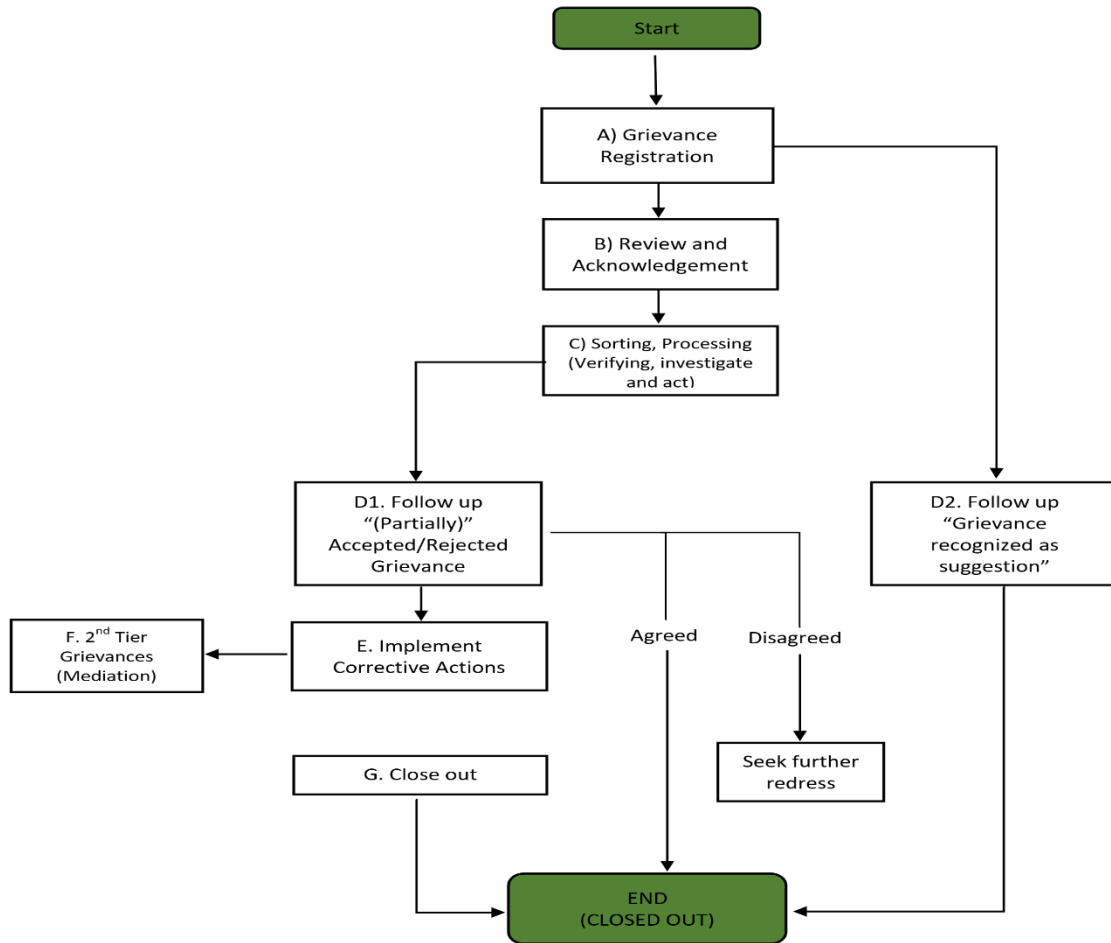 Start
A) Grievance
Registration
B) Review and
Acknowledgement
C) Sorting, Processing
(Verifying, investigate
and act)
D1. Follow up
“(Partially)”
Accepted/Rejected
Grievance
D2. Follow up
“Grievance
recognized as
suggestion”
F. 2nd Tier
Grievances
(Mediation)
E. Implement
Corrective Actions
Agreed
Disagreed
G. Close out
Seek further
redress
END
(CLOSED OUT)